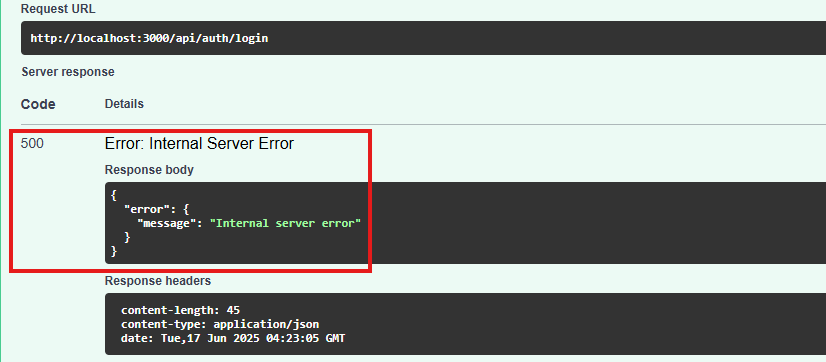 Request URL
http://localhost:3000/api/auth/login
Server response
Code Details
500 Error: Internal Server Error
Response body
{
"error": {
"message": "Internal server error"
}
}
Response headers
content-length: 45
content-type: application/json
date: Tue,17 Jun 2025 04:23:05 GMT